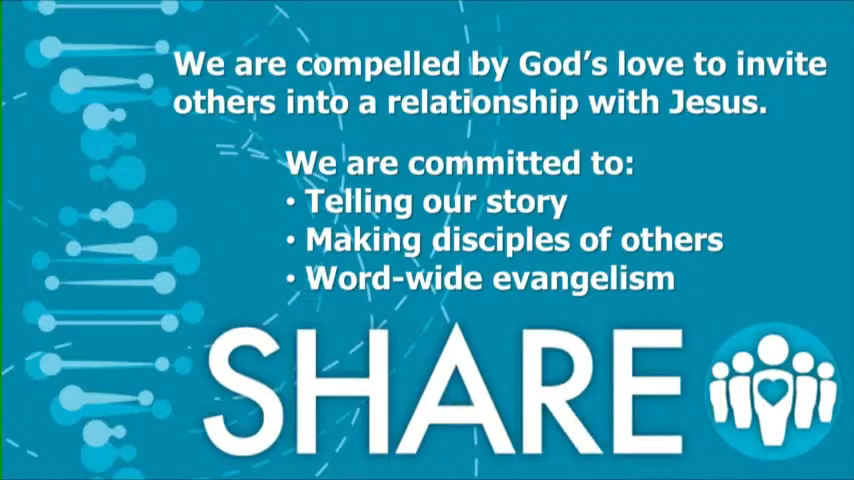 We are compelled by God’s love to invite
others into a relationship with Jesus.
We are committed to:
• Telling our story
• Making disciples of others
• Word-wide evangelism
SHARE